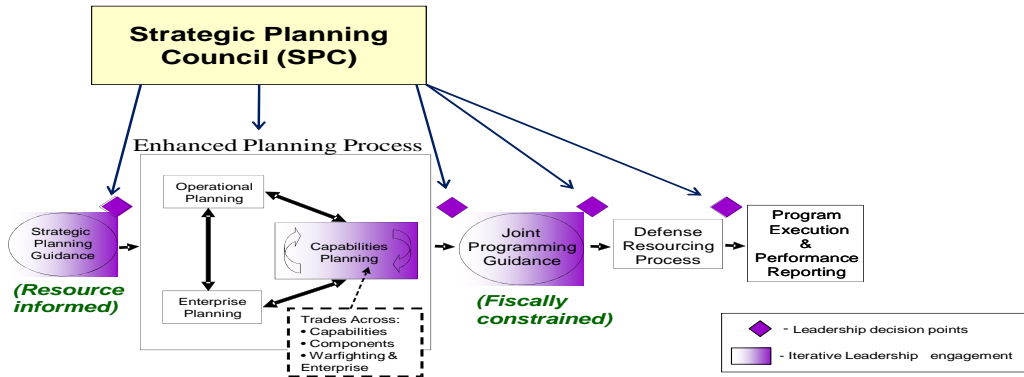 Strategic Planning
Council (SPC)
Enhanced Planning Process
Operational
Planning
Strategic
Planning
Guidance
Capabilities
Planning
Joint
Programming
Guidance
Defense
Resourcing
Process
Program
Execution
&
Performance
Reporting
(Resource
informed)
Enterprise
Planning
(Fiscally
constrained)
Trades Across:
• Capabilities
• Components
• Warfighting &
Enterprise
- Leadership decision points
- Iterative Leadership engagement